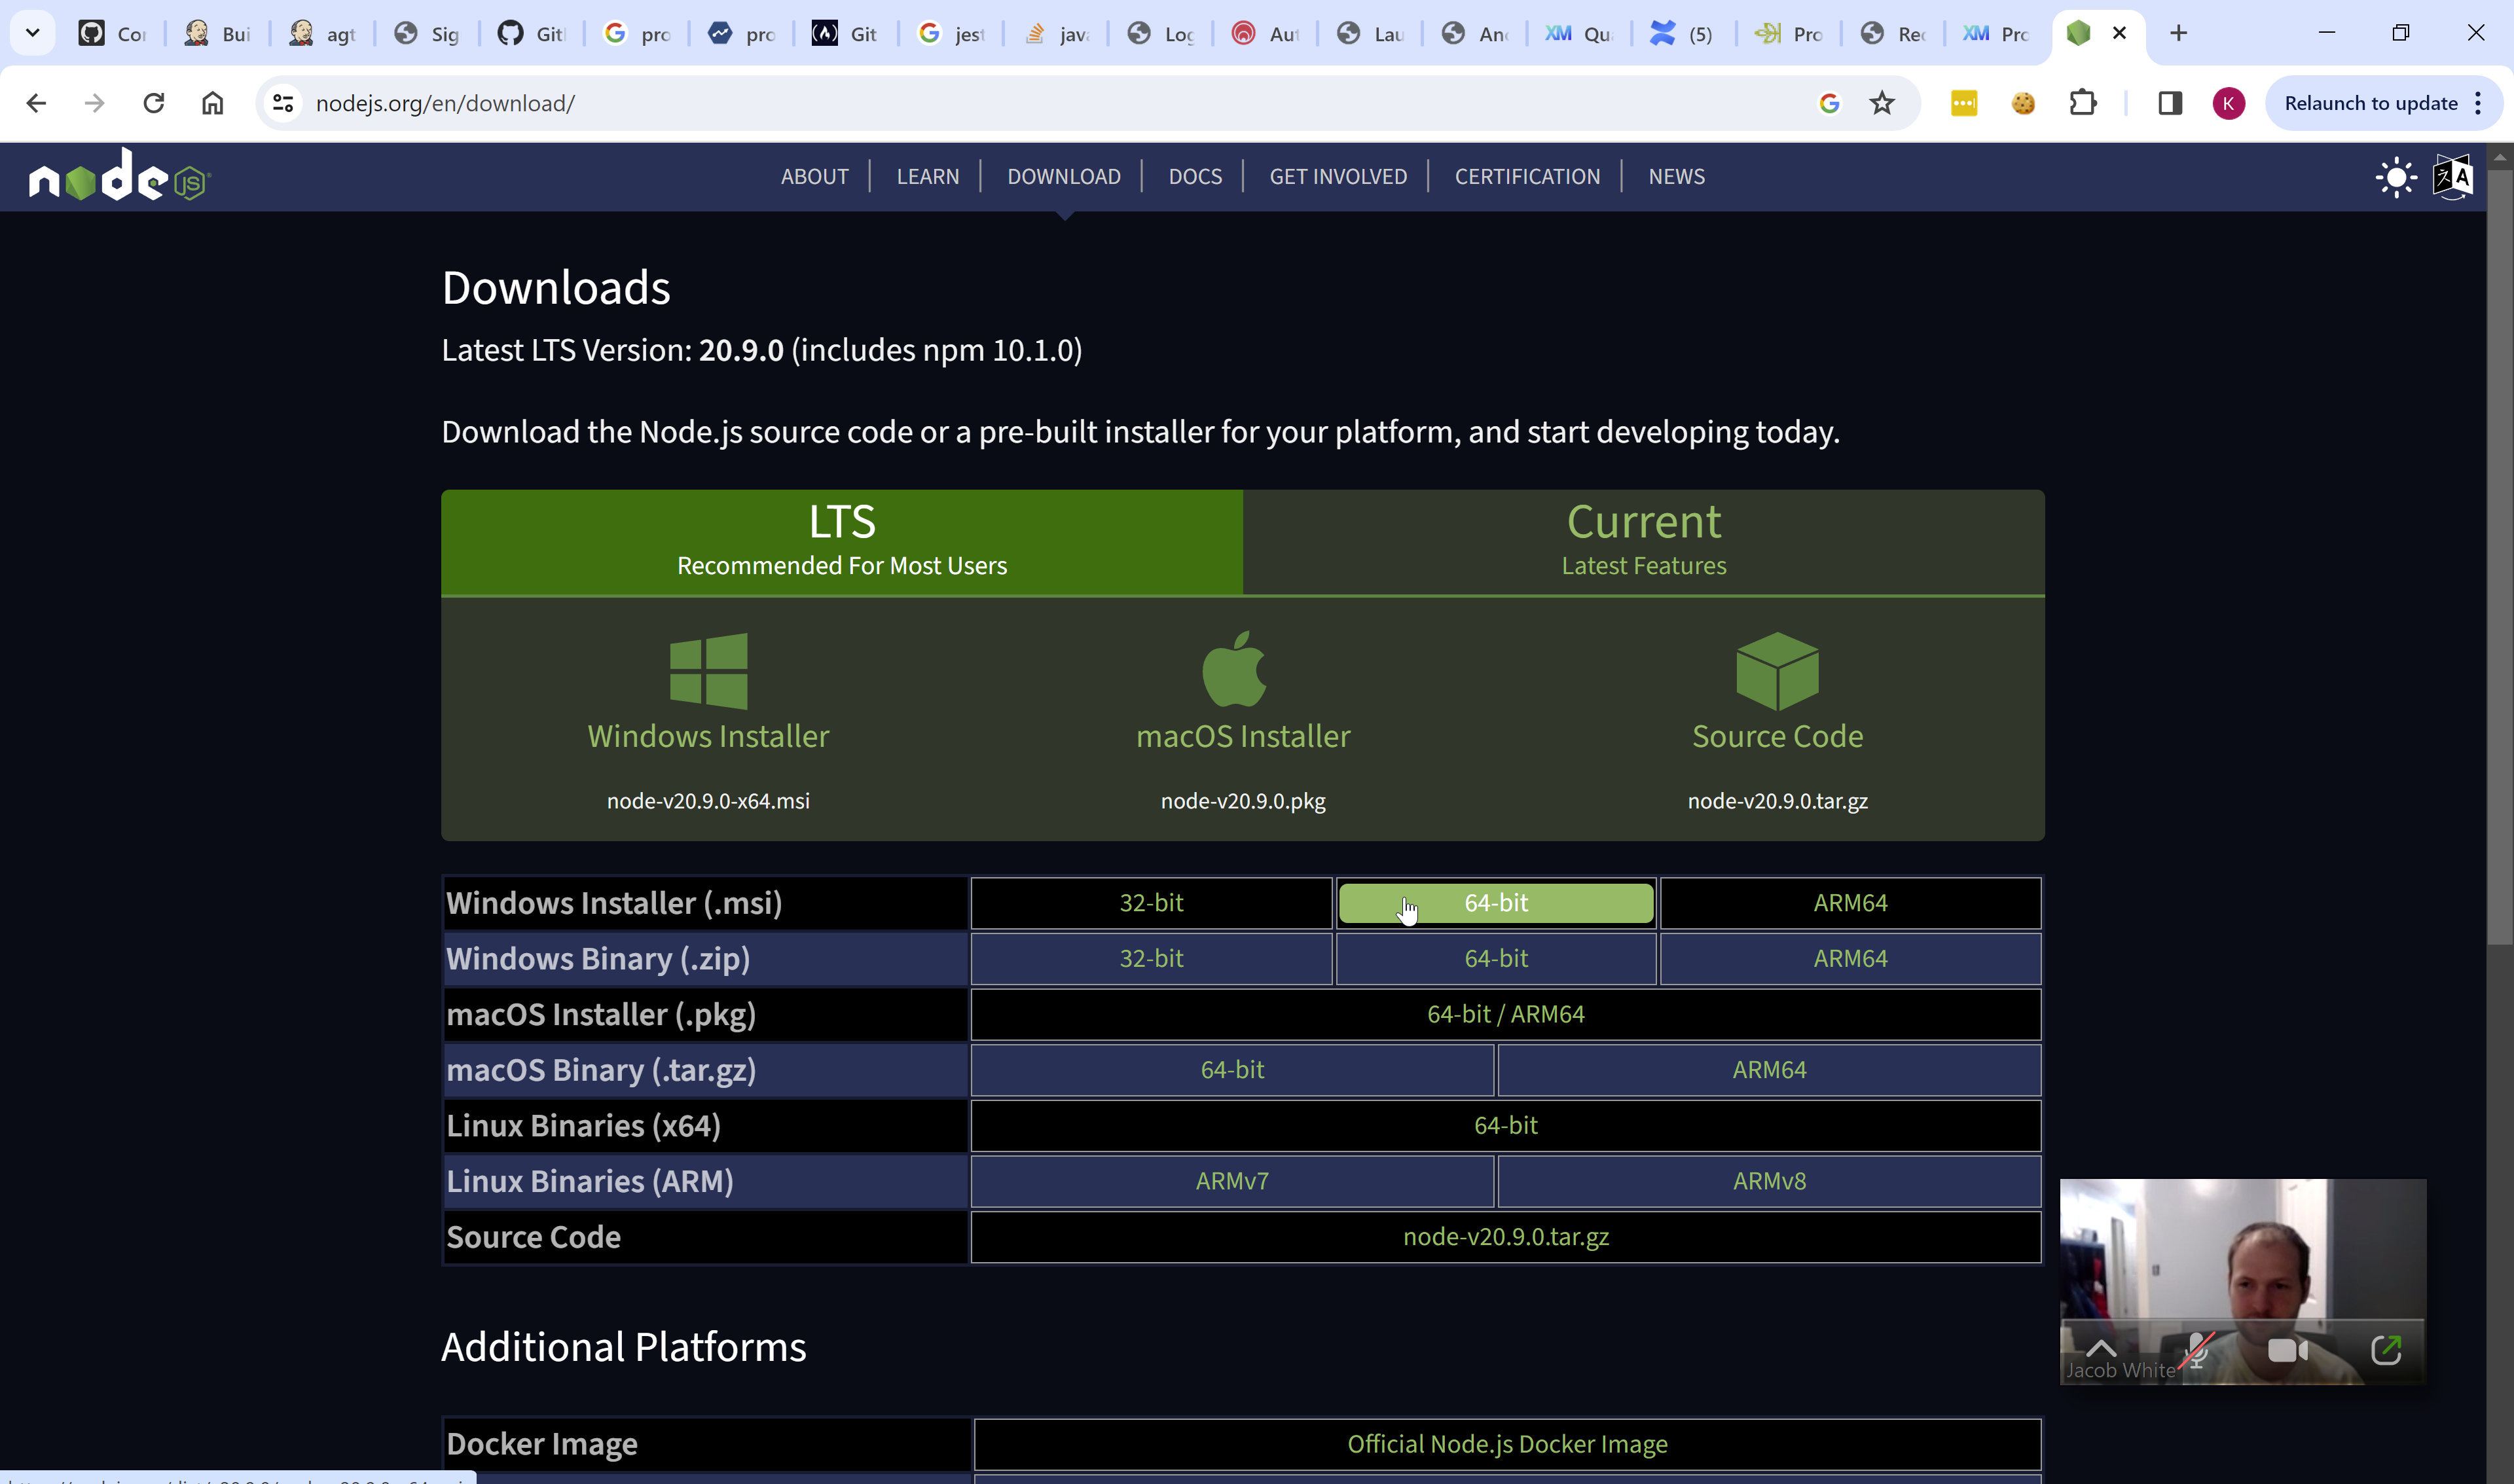 Cor
Bui
agt
Sig
Git
pro
pro
Git
jest
java
Log
Aut
Lau
And
Qua
(5)
Pro
Rec
Pro
nodejs.org/en/download/
K
Relaunch to update
node JS
ABOUT
LEARN
DOWNLOAD
DOCS
GET INVOLVED
CERTIFICATION
NEWS
Downloads
Latest LTS Version: 20.9.0 (includes npm 10.1.0)
Download the Node.js source code or a pre-built installer for your platform, and start developing today.
LTS
Recommended For Most Users
Current
Latest Features
Windows Installer
node-v20.9.0-x64.msi
macOS Installer
node-v20.9.0.pkg
Source Code
node-v20.9.0.tar.gz
Windows Installer (.msi) 32-bit 64-bit ARM64
Windows Binary (.zip) 32-bit 64-bit ARM64
macOS Installer (.pkg) 64-bit / ARM64
macOS Binary (.tar.gz) 64-bit ARM64
Linux Binaries (x64) 64-bit
Linux Binaries (ARM) ARMv7 ARMv8
Source Code node-v20.9.0.tar.gz
Jacob White
Additional Platforms
Docker Image Official Node.js Docker Image